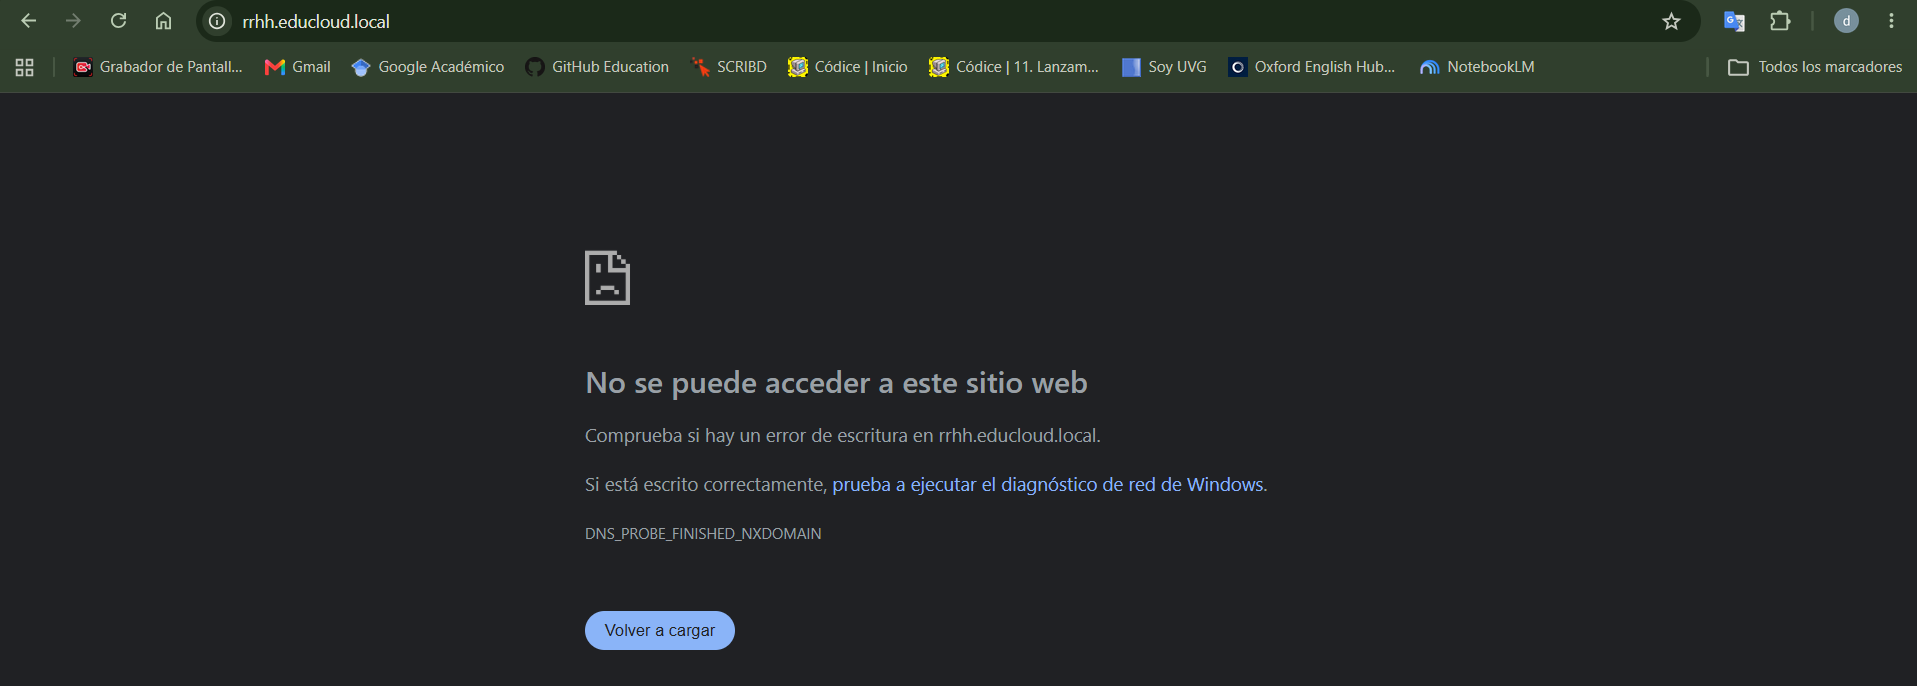 rrhh.educloud.local
d
Grabador de Pantall... Gmail Google Académico GitHub Education SCRIBD Códice | Inicio Códice | 11. Lanzam... Soy UVG Oxford English Hub... NotebookLM Todos los marcadores
No se puede acceder a este sitio web
Comprueba si hay un error de escritura en rrhh.educloud.local.
Si está escrito correctamente, prueba a ejecutar el diagnóstico de red de Windows.
DNS_PROBE_FINISHED_NXDOMAIN
Volver a cargar